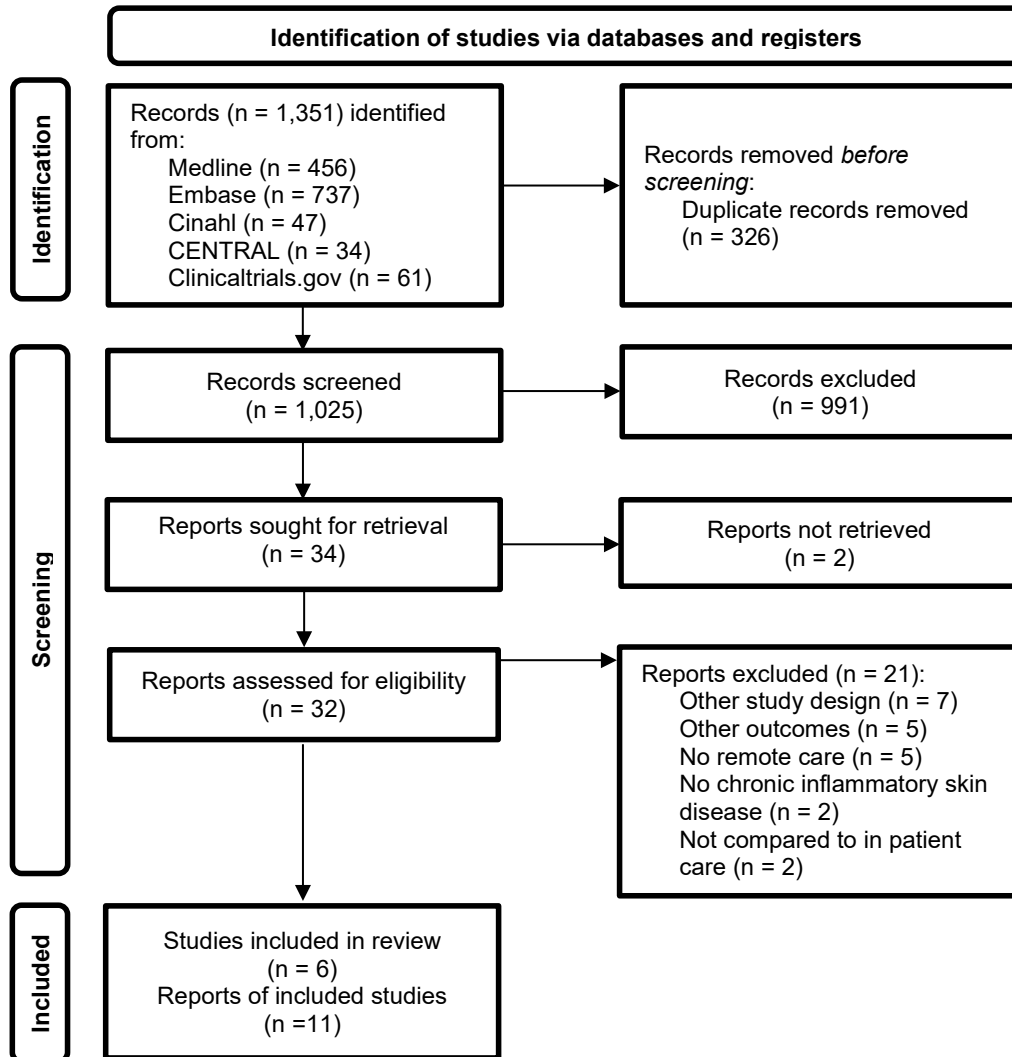 Identification of studies via databases and registers
Identification
Records (n = 1,351) identified
from:
Medline (n = 456)
Embase (n = 737)
Cinahl (n = 47)
CENTRAL (n = 34)
Clinicaltrials.gov (n = 61)
Records removed before
screening:
Duplicate records removed
(n = 326)
Screening
Records screened
(n = 1,025)
Records excluded
(n = 991)
Reports sought for retrieval
(n = 34)
Reports not retrieved
(n = 2)
Reports assessed for eligibility
(n = 32)
Reports excluded (n = 21):
Other study design (n = 7)
Other outcomes (n = 5)
No remote care (n = 5)
No chronic inflammatory skin
disease (n = 2)
Not compared to in patient
care (n = 2)
Included
Studies included in review
(n = 6)
Reports of included studies
(n =11)